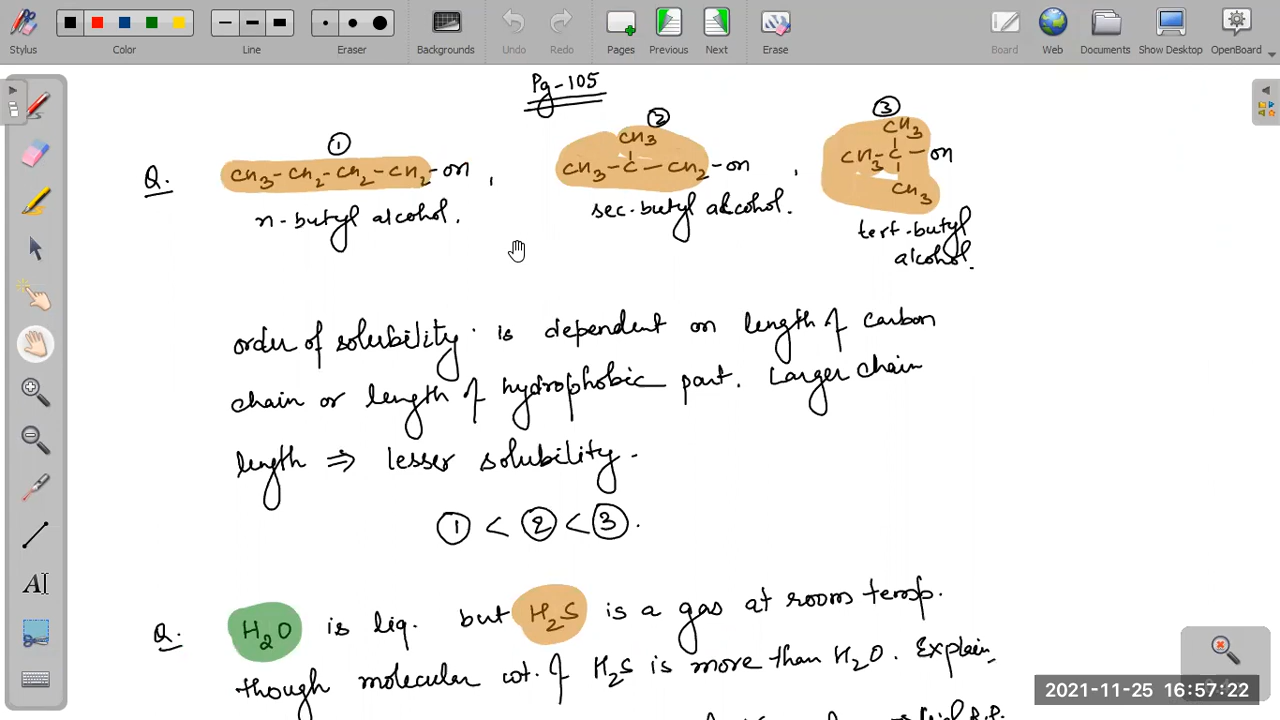 Stylus Color Line Eraser Backgrounds Undo Redo Pages Previous Next Erase Board Web Documents Show Desktop OpenBoard
Pg-105
① ② ③
CH3
CH3
Q. CH3-CH2-CH2-CH2-OH , CH3-C-CH2-OH , CH3-C-OH
CH3
n-butyl alcohol. sec-butyl alcohol. tert-butyl
alcohol.
order of solubility is dependent on length of carbon
chain or length of hydrophobic part. Larger chain
length ⇒ lesser solubility.
① < ② < ③.
Q. H2O is liq. but H2S is a gas at room temp.
though molecular wt. of H2S is more than H2O. Explain.
2021-11-25 16:57:22